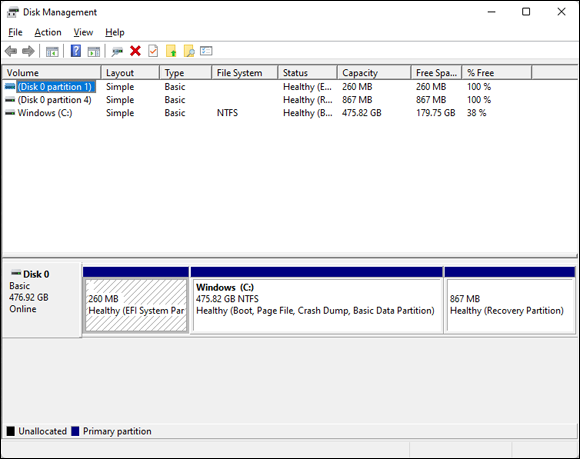 Disk Management
File Action View Help
Volume Layout Type File System Status Capacity Free Spa... % Free
(Disk 0 partition 1) Simple Basic Healthy (E... 260 MB 260 MB 100 %
(Disk 0 partition 4) Simple Basic Healthy (R... 867 MB 867 MB 100 %
Windows (C:) Simple Basic NTFS Healthy (B... 475.82 GB 179.75 GB 38 %
Disk 0
Basic
476.92 GB
Online
260 MB
Healthy (EFI System Par
Windows (C:)
475.82 GB NTFS
Healthy (Boot, Page File, Crash Dump, Basic Data Partition)
867 MB
Healthy (Recovery Partition)
Unallocated Primary partition